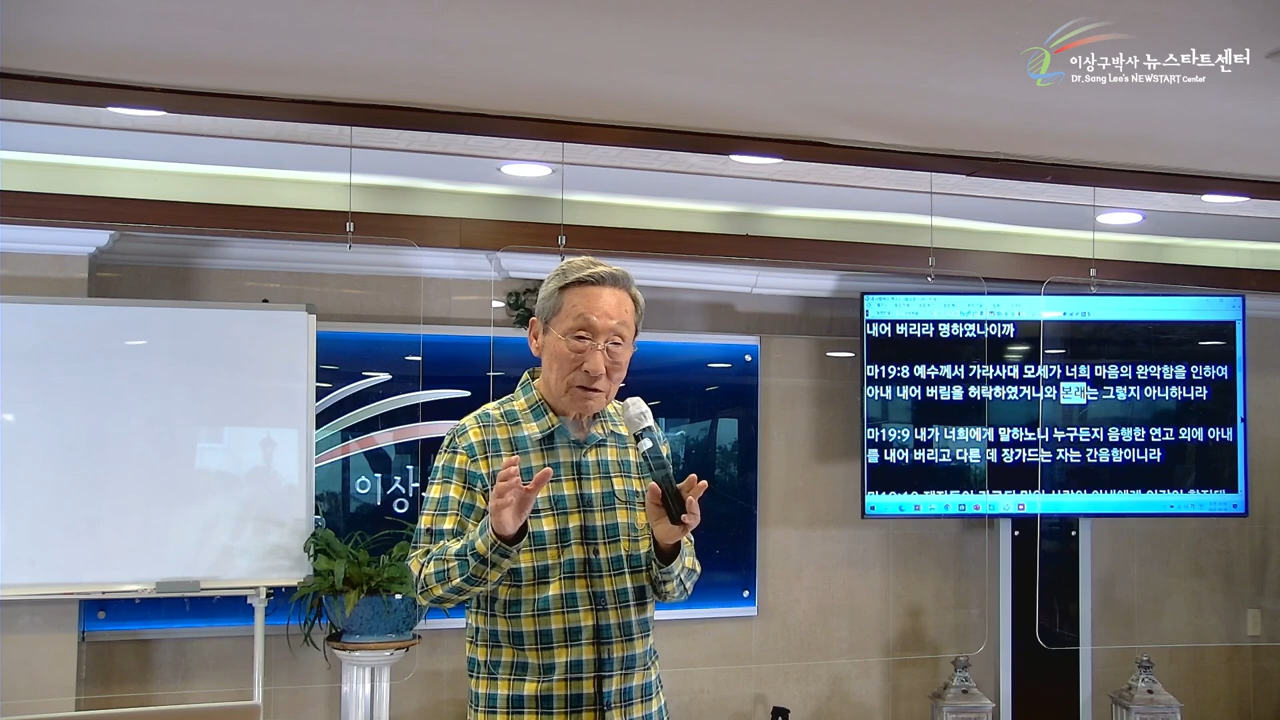 이상구박사 뉴스타트센터
Dr. Sang Lee's NEWSTART Center
내어 버리라 명하였나이까
마19:8 예수께서 가라사대 모세가 너희 마음의 완악함을 인하여
아내 내어 버림을 허락하였거니와 본래는 그렇지 아니하니라
마19:9 내가 너희에게 말하노니 누구든지 음행한 연고 외에 아내
를 내어 버리고 다른 데 장가드는 자는 간음함이니라
이상